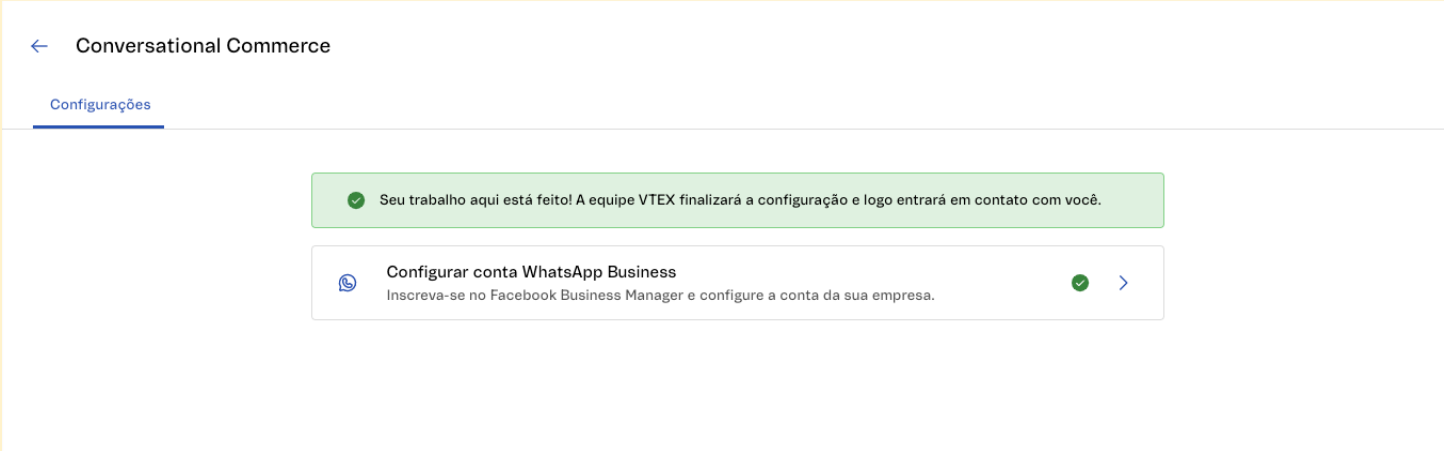 Conversational Commerce
Configurações
Seu trabalho aqui está feito! A equipe VTEX finalizará a configuração e logo entrará em contato com você.
Configurar conta WhatsApp Business
Inscreva-se no Facebook Business Manager e configure a conta da sua empresa.